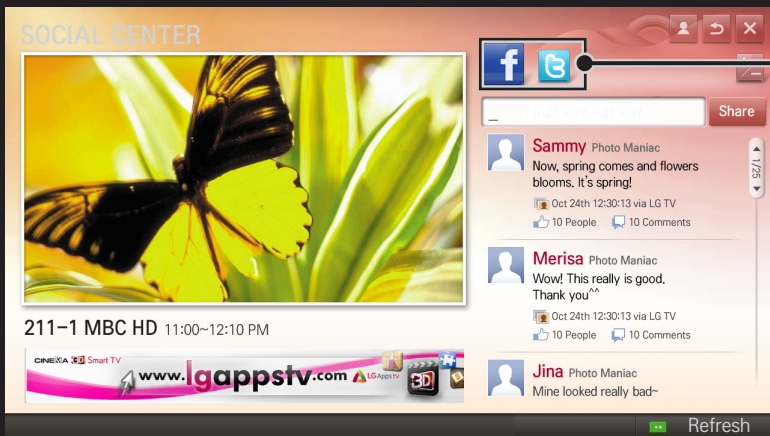 SOCIAL CENTER
f t
_
Share
Sammy Photo Maniac
Now, spring comes and flowers
blooms. It's spring!
Oct 24th 12:30:13 via LG TV
10 People 10 Comments
1/25
Merisa Photo Maniac
Wow! This really is good.
Thank you^^
Oct 24th 12:30:13 via LG TV
10 People 10 Comments
Jina Photo Maniac
Mine looked really bad~
211-1 MBC HD 11:00~12:10 PM
CINEMA 3D Smart TV
www.lgappstv.com LG Apps TV
3D
Refresh